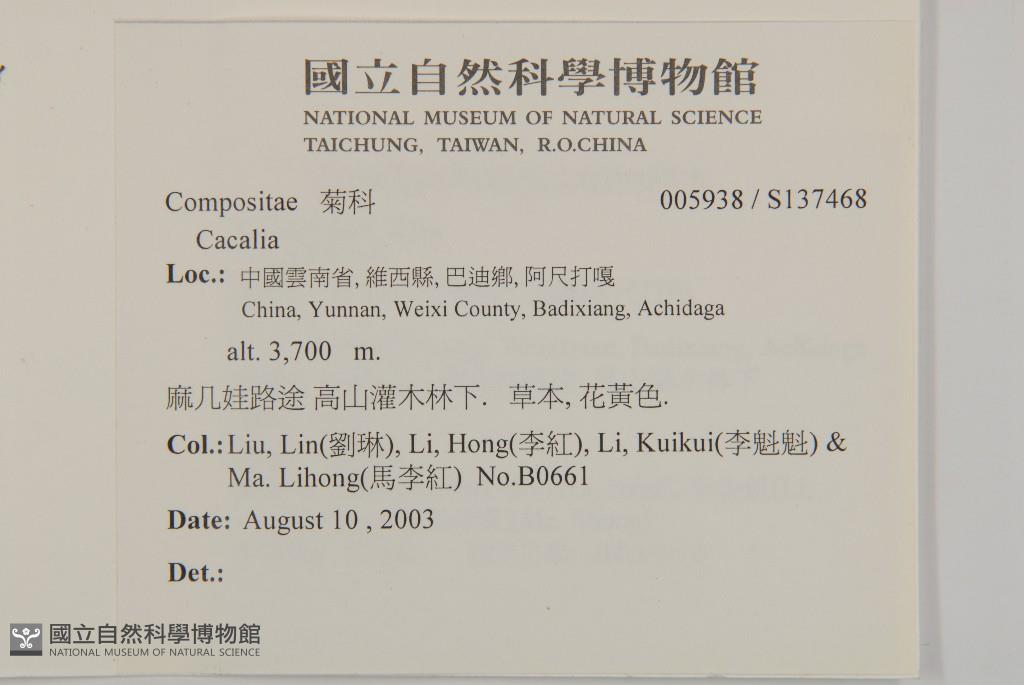 國立自然科學博物館
NATIONAL MUSEUM OF NATURAL SCIENCE
TAICHUNG, TAIWAN, R.O.CHINA
Compositae 菊科 005938 / S137468
Cacalia
Loc.: 中國雲南省, 維西縣, 巴迪鄉, 阿尺打嘎
China, Yunnan, Weixi County, Badixiang, Achidaga
alt. 3,700 m.
麻几娃路途 高山灌木林下. 草本, 花黃色.
Col.: Liu, Lin(劉琳), Li, Hong(李紅), Li, Kuikui(李魁魁) &
Ma. Lihong(馬李紅) No.B0661
Date: August 10 , 2003
Det.:
國立自然科學博物館
NATIONAL MUSEUM OF NATURAL SCIENCE